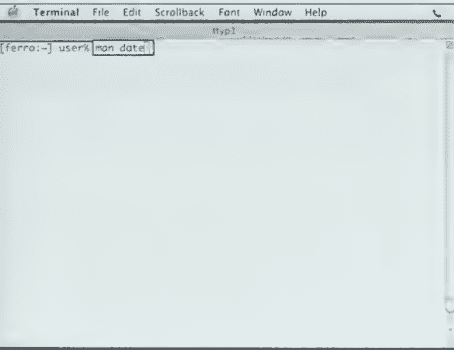 Terminal File Edit Scrollback Font Window Help
ttyp1
[ferro:~] user% man date